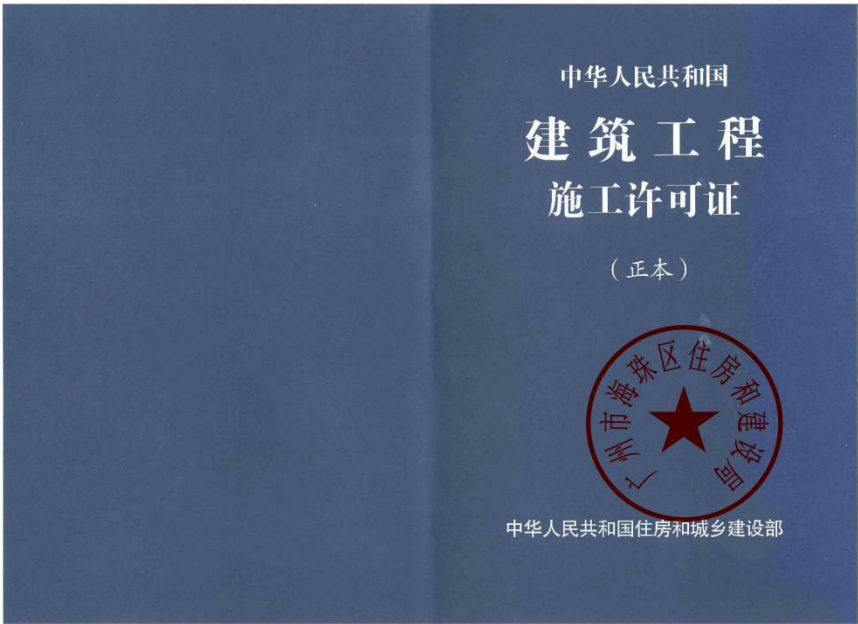 中华人民共和国
建筑工程
施工许可证
（正本）
广州市海珠区住房和建设局
中华人民共和国住房和城乡建设部